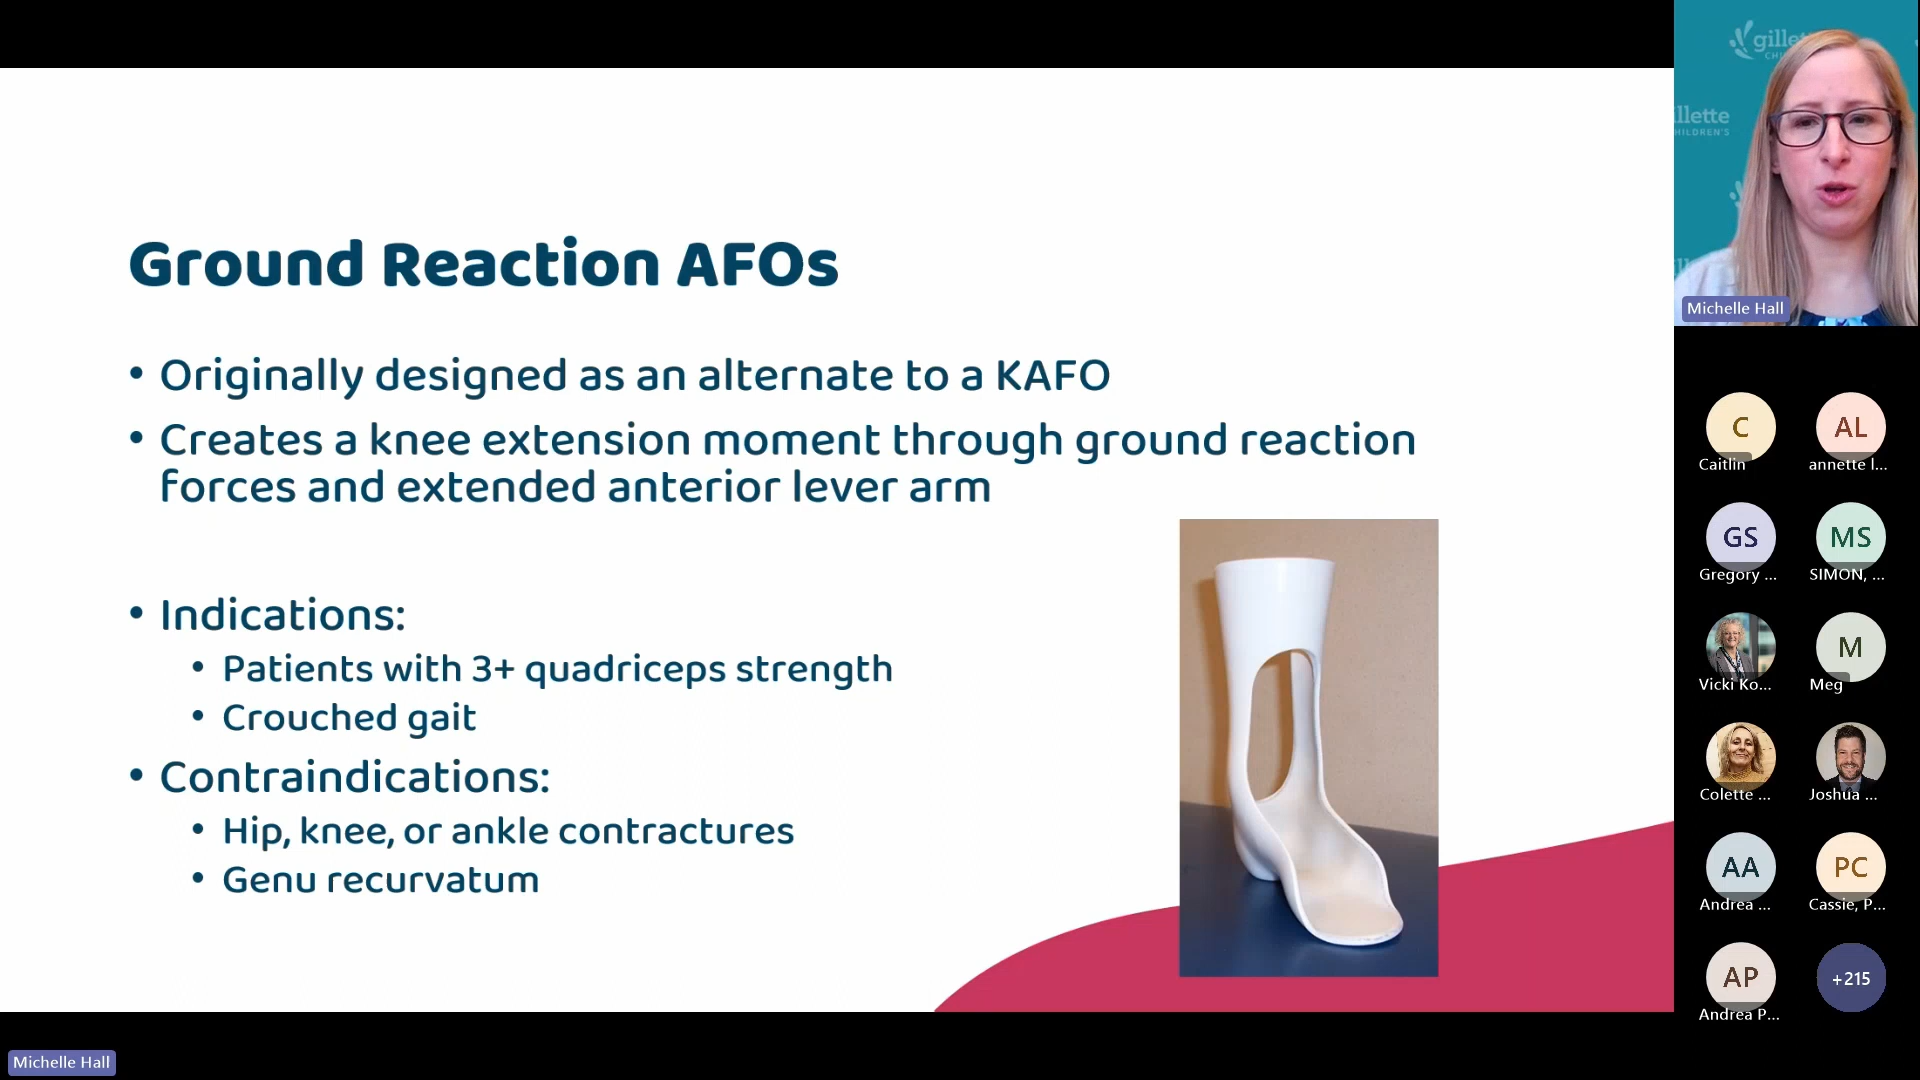 Ground Reaction AFOs
• Originally designed as an alternate to a KAFO
• Creates a knee extension moment through ground reaction
forces and extended anterior lever arm
• Indications:
• Patients with 3+ quadriceps strength
• Crouched gait
• Contraindications:
• Hip, knee, or ankle contractures
• Genu recurvatum
Michelle Hall
illette
HILDREN'S
Michelle Hall
C
AL
Caitlin
annette l...
GS
MS
Gregory ...
SIMON, ...
M
Vicki Ko...
Meg
Colette ...
Joshua ...
AA
PC
Andrea ...
Cassie, P...
AP
+215
Andrea P...